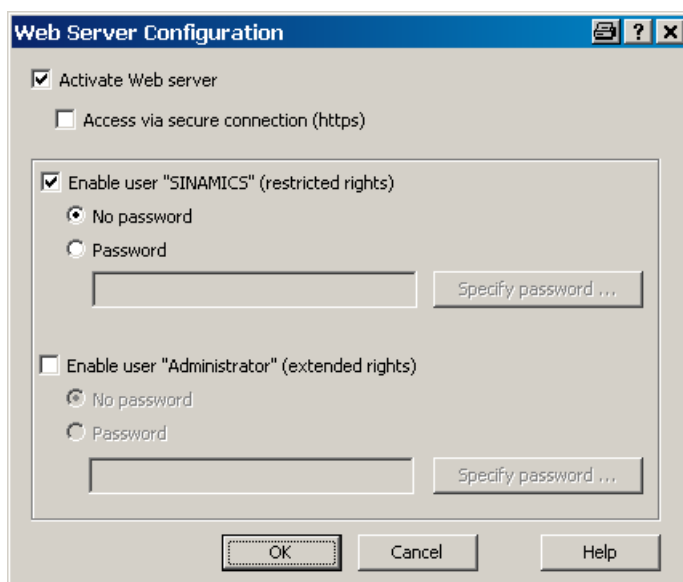 Web Server Configuration
Activate Web server
Access via secure connection (https)
Enable user "SINAMICS" (restricted rights)
No password
Password
Specify password ...
Enable user "Administrator" (extended rights)
No password
Password
Specify password ...
OK Cancel Help